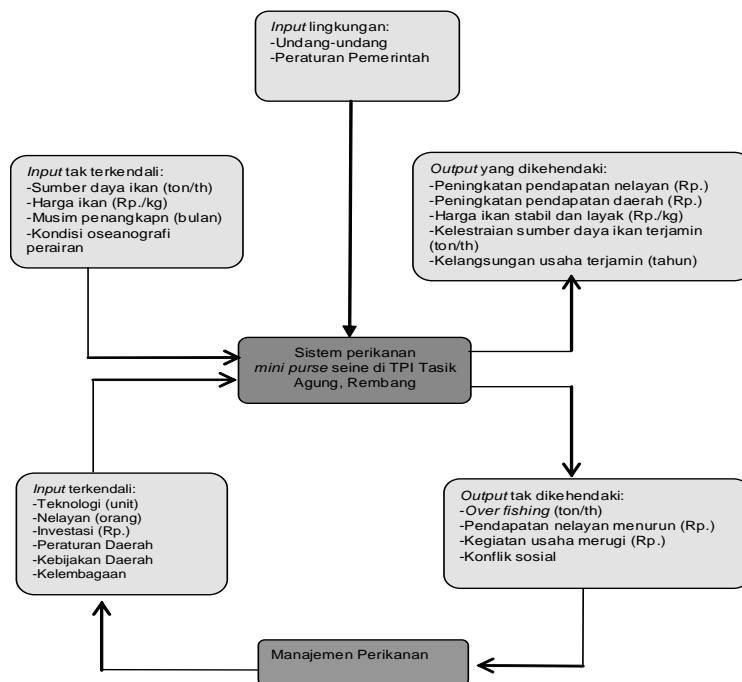 Input lingkungan:
-Undang-undang
-Peraturan Pemerintah
Input tak terkendali:
-Sumber daya ikan (ton/th)
-Harga ikan (Rp./kg)
-Musim penangkapn (bulan)
-Kondisi oseanografi
perairan
Output yang dikehendaki:
-Peningkatan pendapatan nelayan (Rp.)
-Peningkatan pendapatan daerah (Rp.)
-Harga ikan stabil dan layak (Rp./kg)
-Kelestraian sumber daya ikan terjamin
(ton/th)
-Kelangsungan usaha terjamin (tahun)
Sistem perikanan
mini purse seine di TPI Tasik
Agung, Rembang
Input terkendali:
-Teknologi (unit)
-Nelayan (orang)
-Investasi (Rp.)
-Peraturan Daerah
-Kebijakan Daerah
-Kelembagaan
Output tak dikehendaki:
-Over fishing (ton/th)
-Pendapatan nelayan menurun (Rp.)
-Kegiatan usaha merugi (Rp.)
-Konflik sosial
Manajemen Perikanan